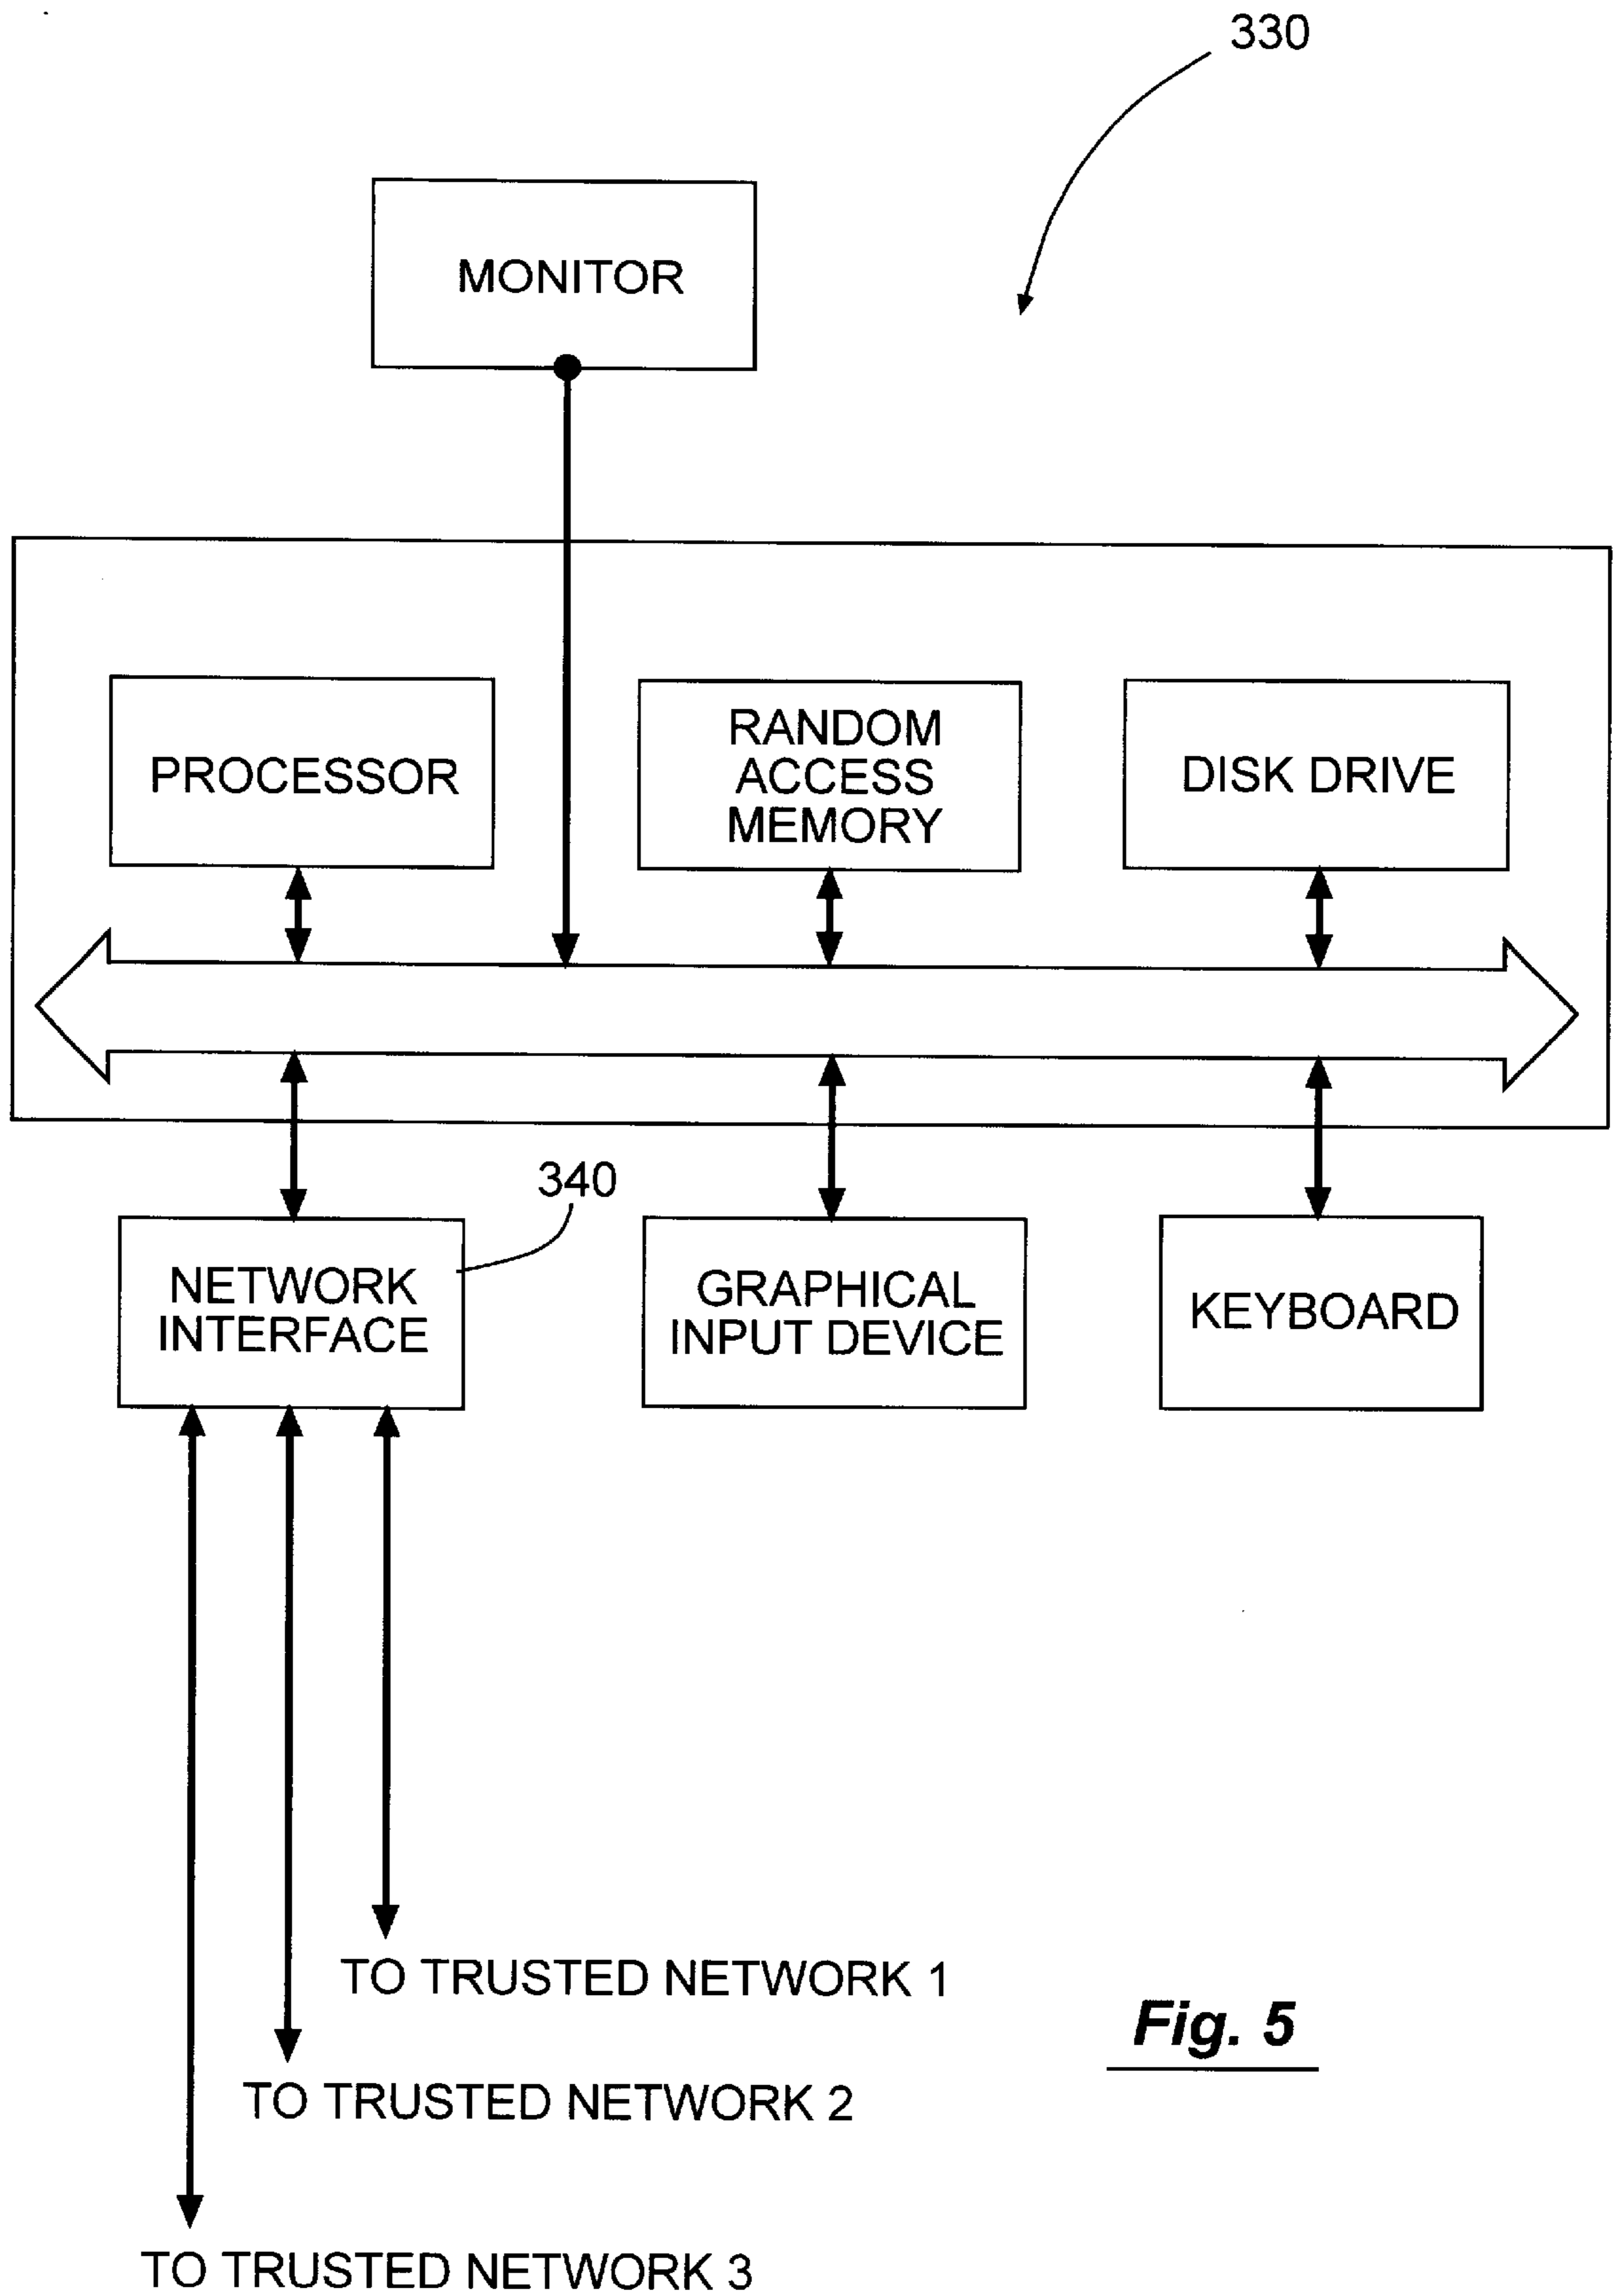 330
MONITOR
PROCESSOR
RANDOM
ACCESS
MEMORY
DISK DRIVE
340
NETWORK
INTERFACE
GRAPHICAL
INPUT DEVICE
KEYBOARD
TO TRUSTED NETWORK 1
TO TRUSTED NETWORK 2
TO TRUSTED NETWORK 3
Fig. 5